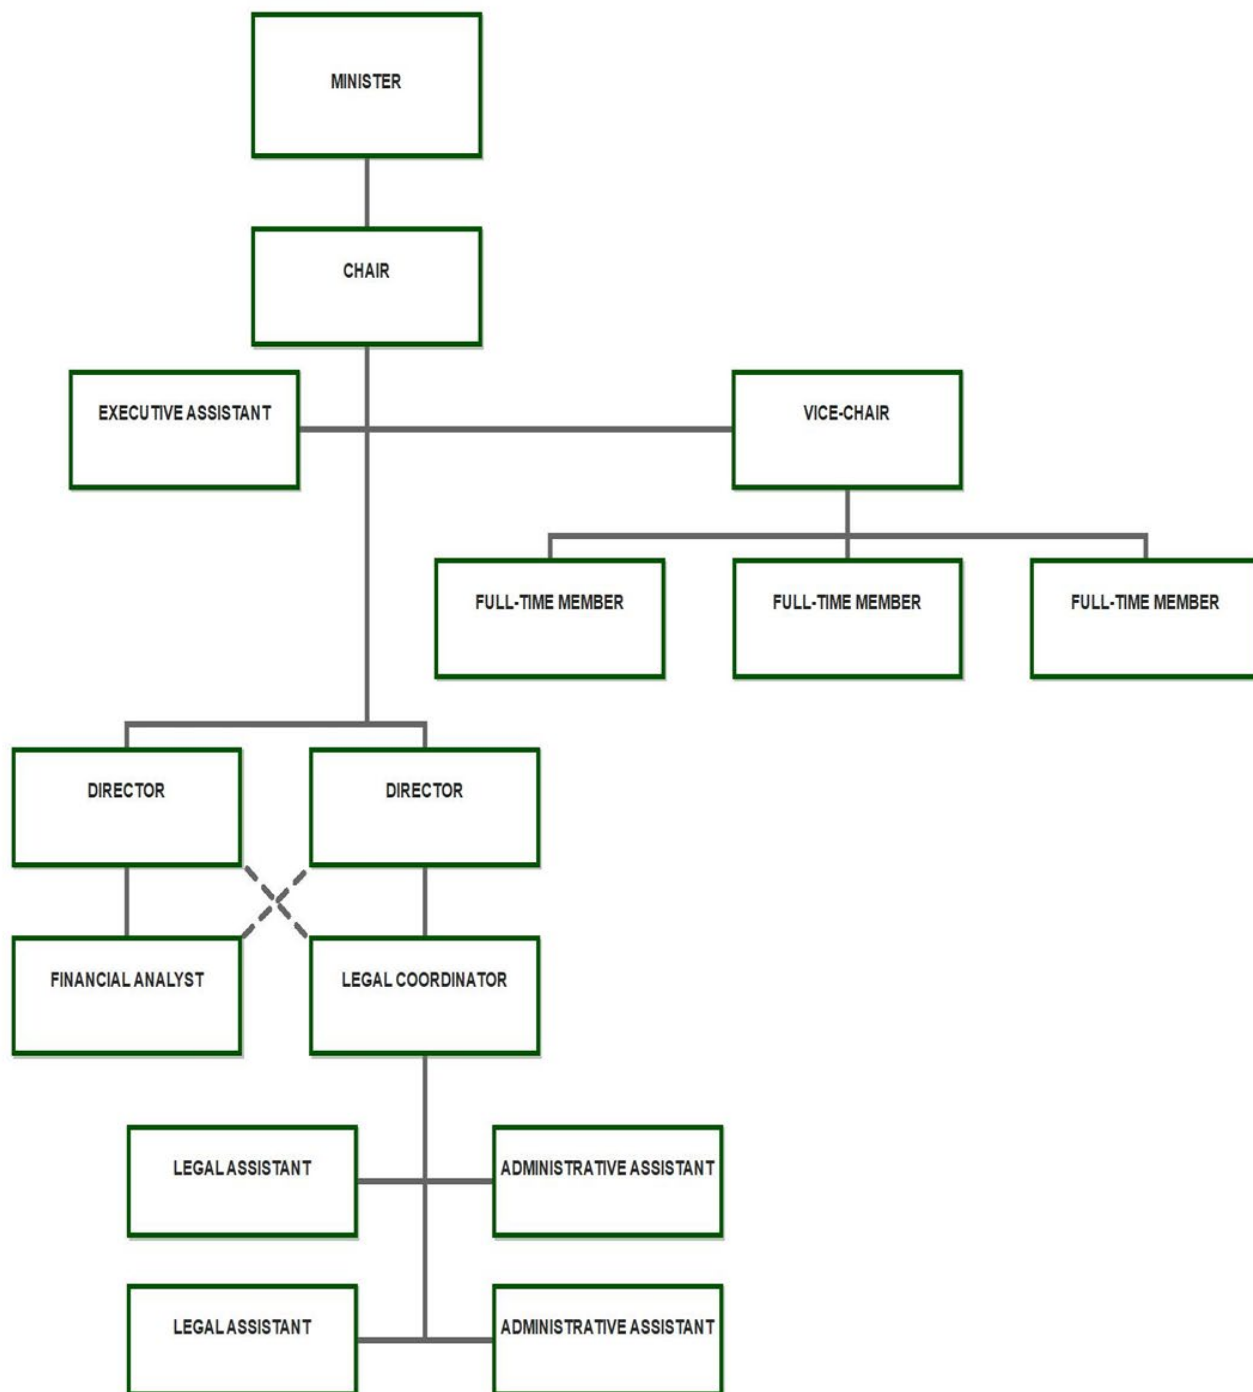 MINISTER
CHAIR
EXECUTIVE ASSISTANT
VICE-CHAIR
FULL-TIME MEMBER
FULL-TIME MEMBER
FULL-TIME MEMBER
DIRECTOR
DIRECTOR
FINANCIAL ANALYST
LEGAL COORDINATOR
LEGAL ASSISTANT
ADMINISTRATIVE ASSISTANT
LEGAL ASSISTANT
ADMINISTRATIVE ASSISTANT